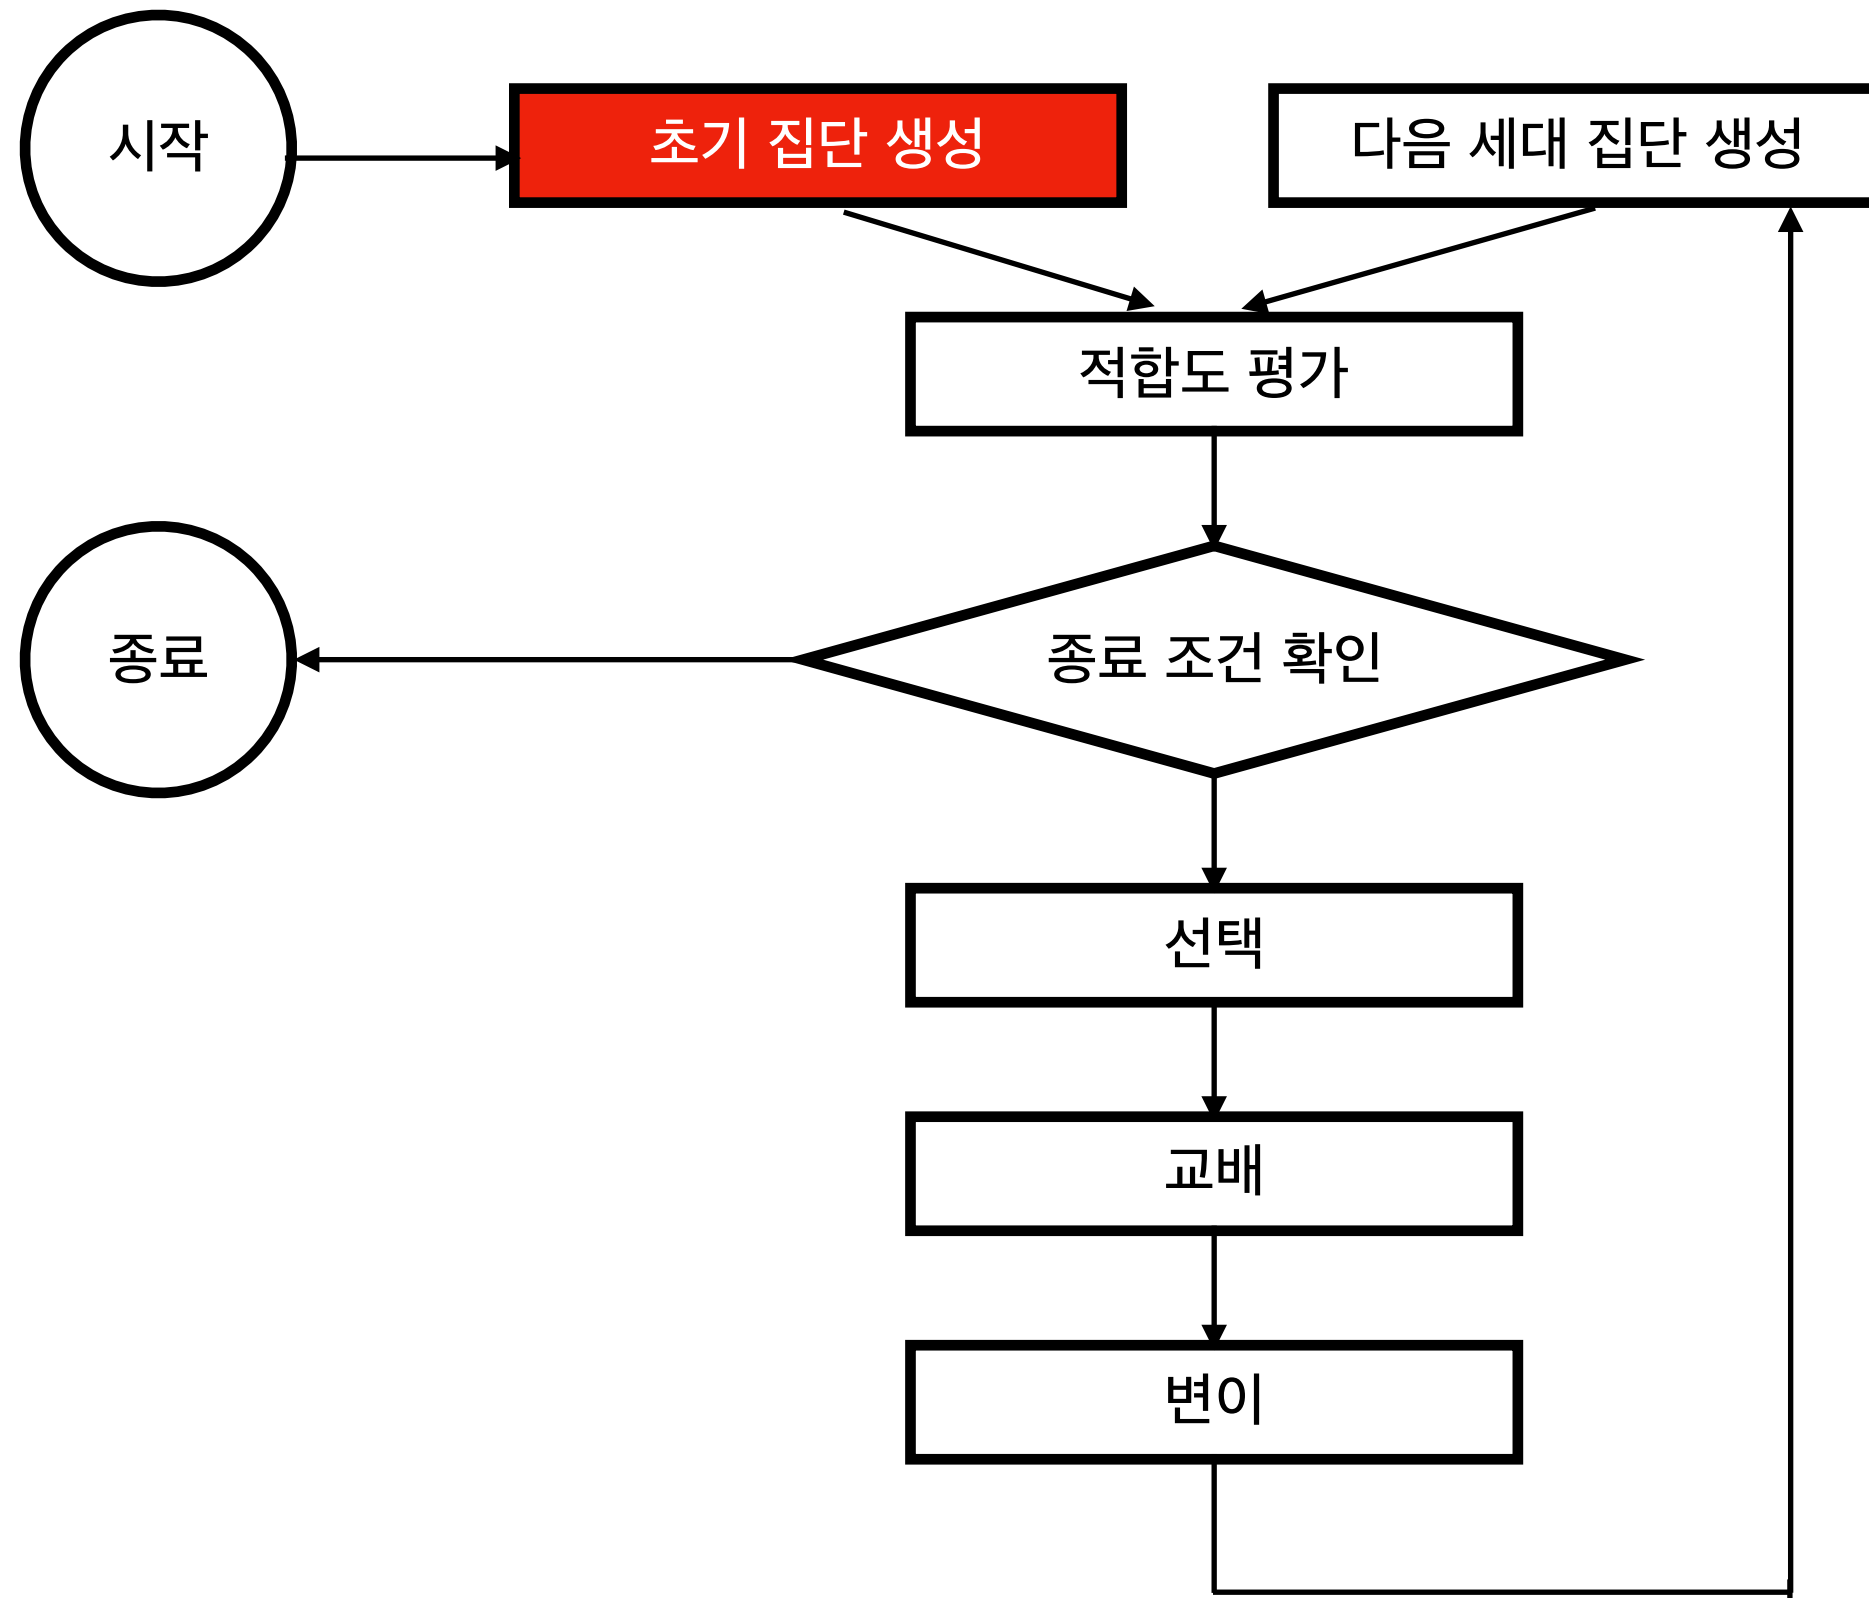 시작
초기 집단 생성
다음 세대 집단 생성
적합도 평가
종료
종료 조건 확인
선택
교배
변이